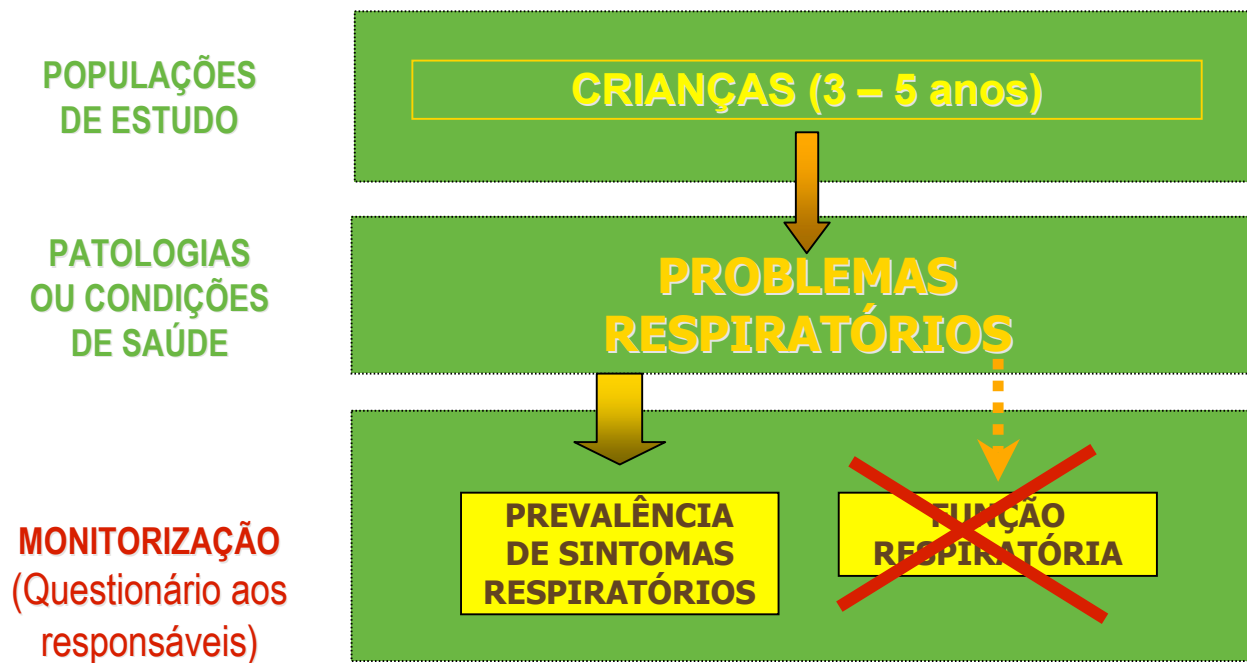 POPULAÇÕES
DE ESTUDO
CRIANÇAS (3 – 5 anos)
PATOLOGIAS
OU CONDIÇÕES
DE SAÚDE
PROBLEMAS
RESPIRATÓRIOS
MONITORIZAÇÃO
(Questionário aos
responsáveis)
PREVALÊNCIA
DE SINTOMAS
RESPIRATÓRIOS
FUNÇÃO
RESPIRATÓRIA